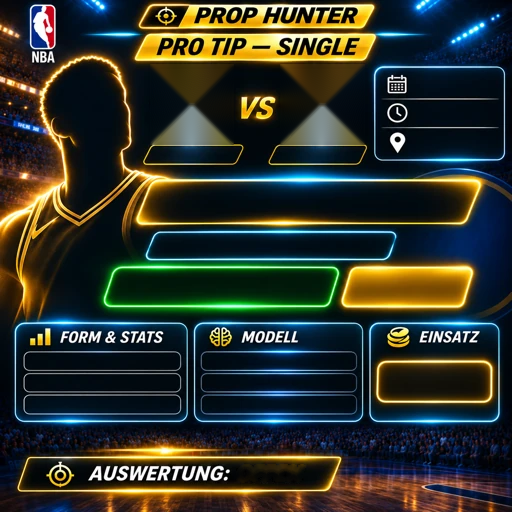 NBA
PROP HUNTER
PRO TIP — SINGLE
VS
FORM & STATS
MODELL
EINSATZ
AUSWERTUNG: